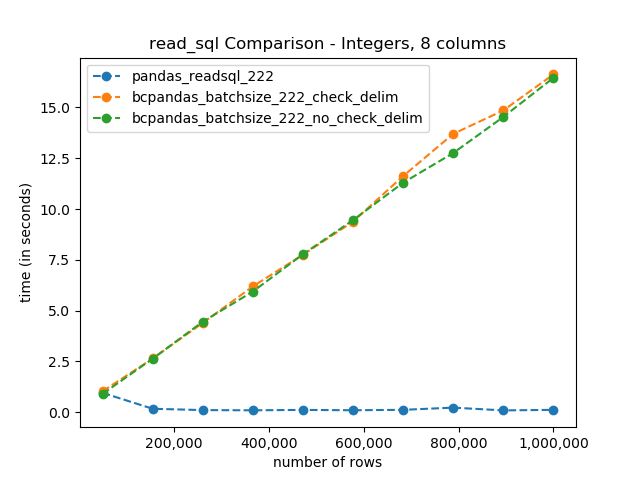 read_sql Comparison - Integers, 8 columns
pandas_readsql_222
bcpandas_batchsize_222_check_delim
bcpandas_batchsize_222_no_check_delim
time (in seconds)
15.0
12.5
10.0
7.5
5.0
2.5
0.0
200,000 400,000 600,000 800,000 1,000,000
number of rows